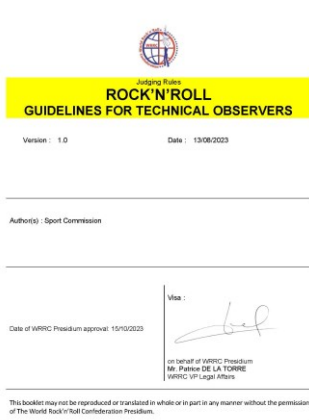 WRRC
Judging Rules
ROCK'N'ROLL
GUIDELINES FOR TECHNICAL OBSERVERS
Version : 1.0 Date : 13/08/2023
Author(s) : Sport Commission
Visa :
Date of WRRC Presidium approval: 15/10/2023
on behalf of WRRC Presidium
Mr. Patrice DE LA TORRE
WRRC VP Legal Affairs
This booklet may not be reproduced or translated in whole or in part in any manner without the permission
of The World Rock'n'Roll Confederation Presidium.